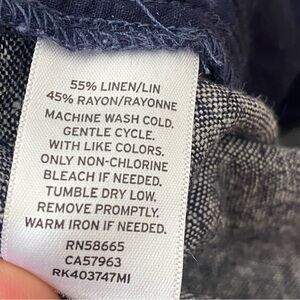 55% LINEN/LIN
45% RAYON/RAYONNE
MACHINE WASH COLD.
GENTLE CYCLE.
WITH LIKE COLORS.
ONLY NON-CHLORINE
BLEACH IF NEEDED.
TUMBLE DRY LOW.
REMOVE PROMPTLY.
WARM IRON IF NEEDED.
RN58665
CA57963
RK403747MI